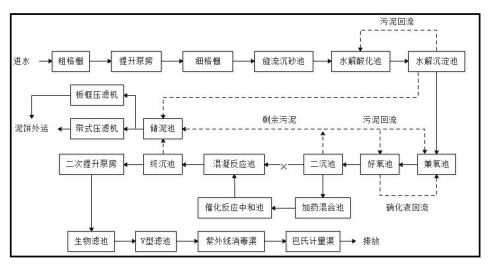 污泥回流
进水
粗格栅
提升泵房
细格栅
旋流沉砂池
水解酸化池
水解沉淀池
板框压滤机
泥饼外运
带式压滤机
储泥池
剩余污泥
污泥回流
二次提升泵房
终沉池
混凝反应池
二沉池
好氧池
兼氧池
催化反应中和池
加药混合池
硝化液回流
生物滤池
V型滤池
紫外线消毒渠
巴氏计量渠
排放